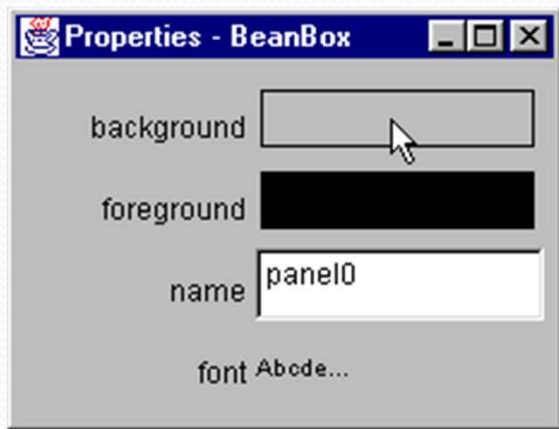 Properties - BeanBox
background
foreground
name panel0
font Abcde...